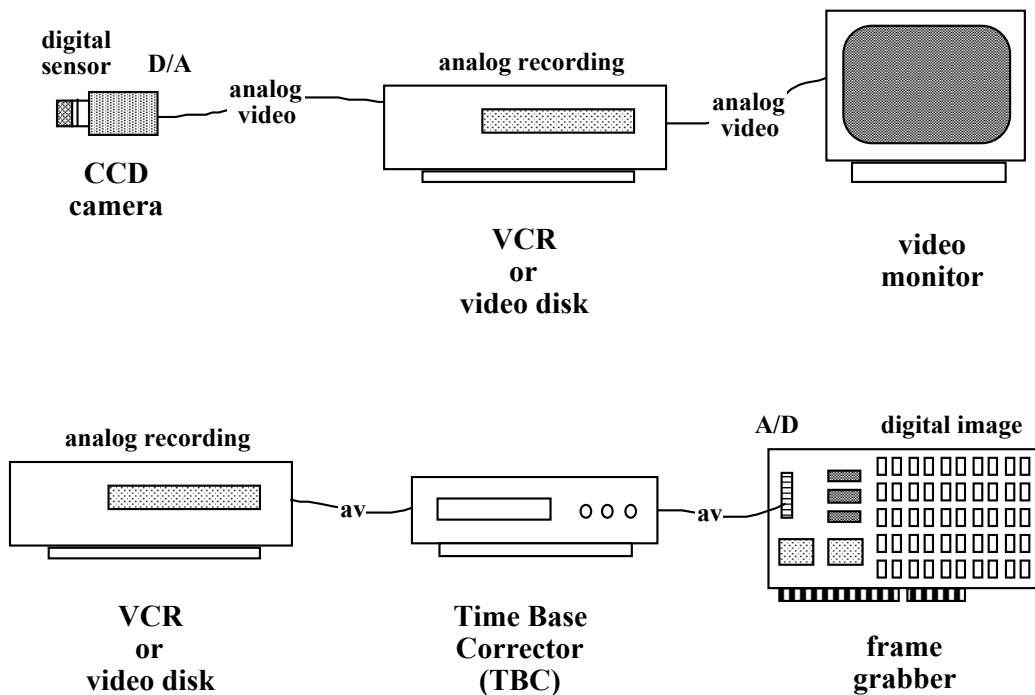 digital
sensor
D/A
analog
video
CCD
camera
analog recording
VCR
or
video disk
analog
video
video
monitor
analog recording
VCR
or
video disk
av
Time Base
Corrector
(TBC)
av
A/D
digital image
frame
grabber